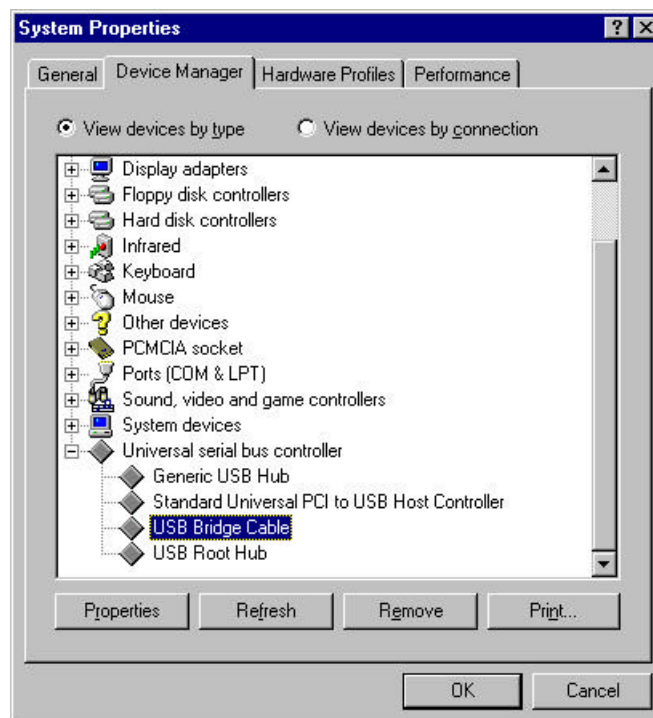 System Properties
General Device Manager Hardware Profiles Performance
View devices by type View devices by connection
Display adapters
Floppy disk controllers
Hard disk controllers
Infrared
Keyboard
Mouse
Other devices
PCMCIA socket
Ports (COM & LPT)
Sound, video and game controllers
System devices
Universal serial bus controller
Generic USB Hub
Standard Universal PCI to USB Host Controller
USB Bridge Cable
USB Root Hub
Properties Refresh Remove Print...
OK Cancel